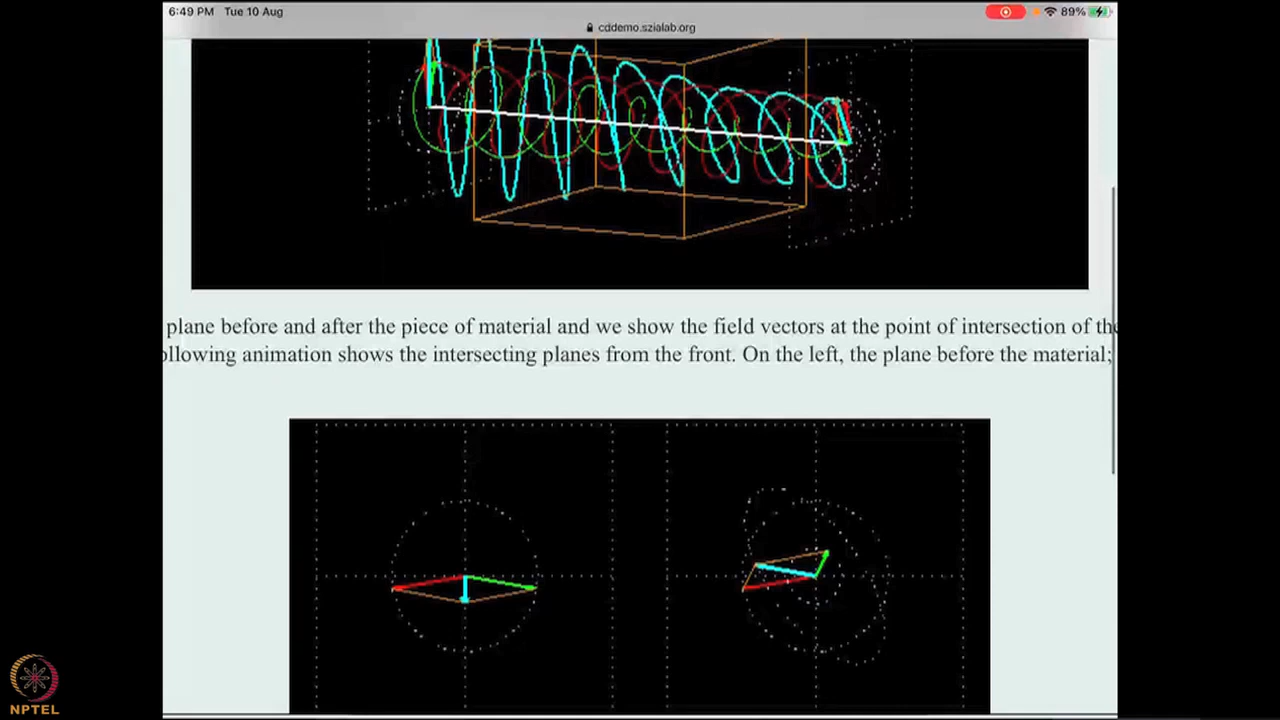 6:49 PM Tue 10 Aug
89%
cddemo.szialab.org
plane before and after the piece of material and we show the field vectors at the point of intersection of the
ollowing animation shows the intersecting planes from the front. On the left, the plane before the material;
NPTEL